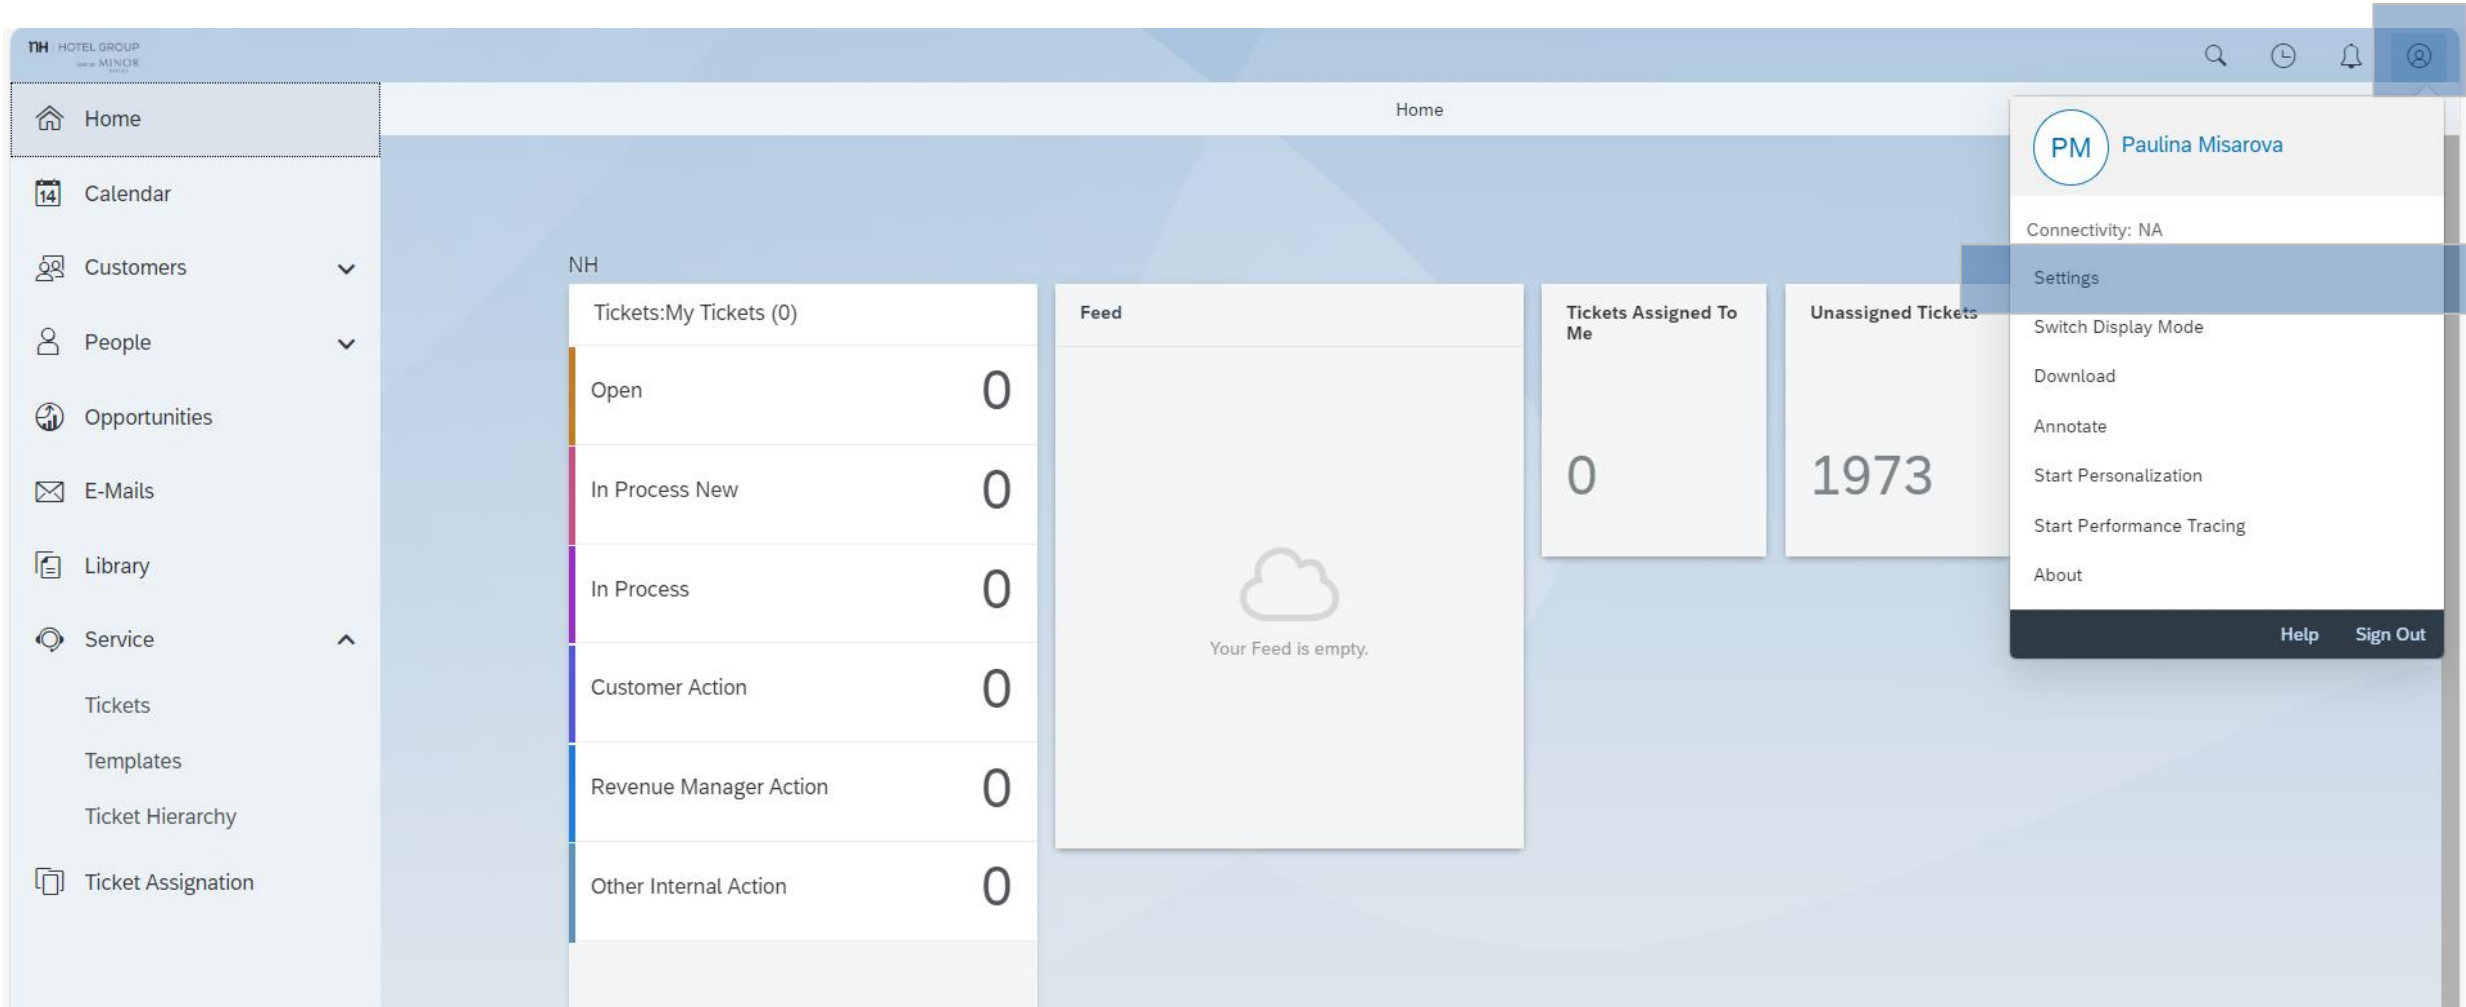 nH HOTEL GROUP
MINOR
Home
Home
14
Calendar
Customers
People
Opportunities
E-Mails
Library
Service
Tickets
Templates
Ticket Hierarchy
Ticket Assignation
NH
Tickets:My Tickets (0)
Open 0
In Process New 0
In Process 0
Customer Action 0
Revenue Manager Action 0
Other Internal Action 0
Feed
Your Feed is empty.
Tickets Assigned To
Me
0
Unassigned Tickets
1973
PM
Paulina Misarova
Connectivity: NA
Settings
Switch Display Mode
Download
Annotate
Start Personalization
Start Performance Tracing
About
Help Sign Out